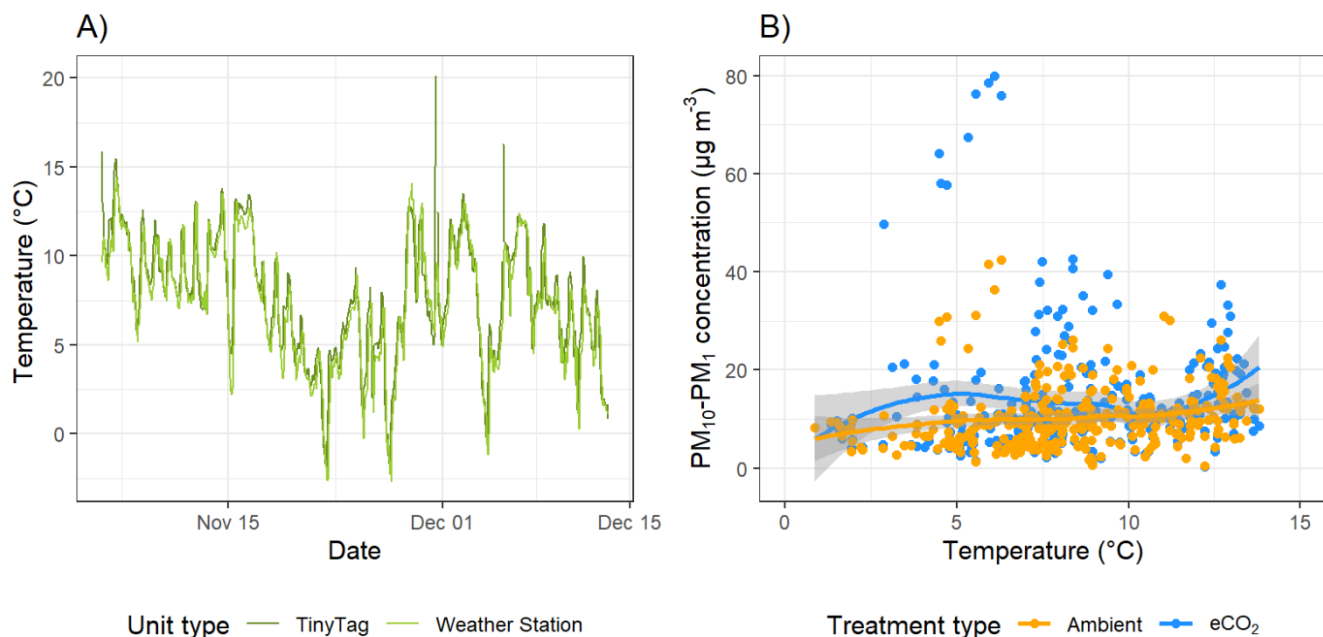 A)
Temperature (°C)
20
15
10
5
0
Nov 15
Dec 01
Dec 15
Date
Unit type TinyTag Weather Station
B)
PM₁₀-PM₁ concentration (µg m⁻³)
80
60
40
20
0
0 5 10 15
Temperature (°C)
Treatment type Ambient eCO₂